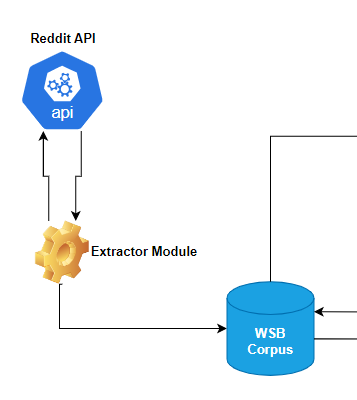 Reddit API
api
Extractor Module
WSB
Corpus